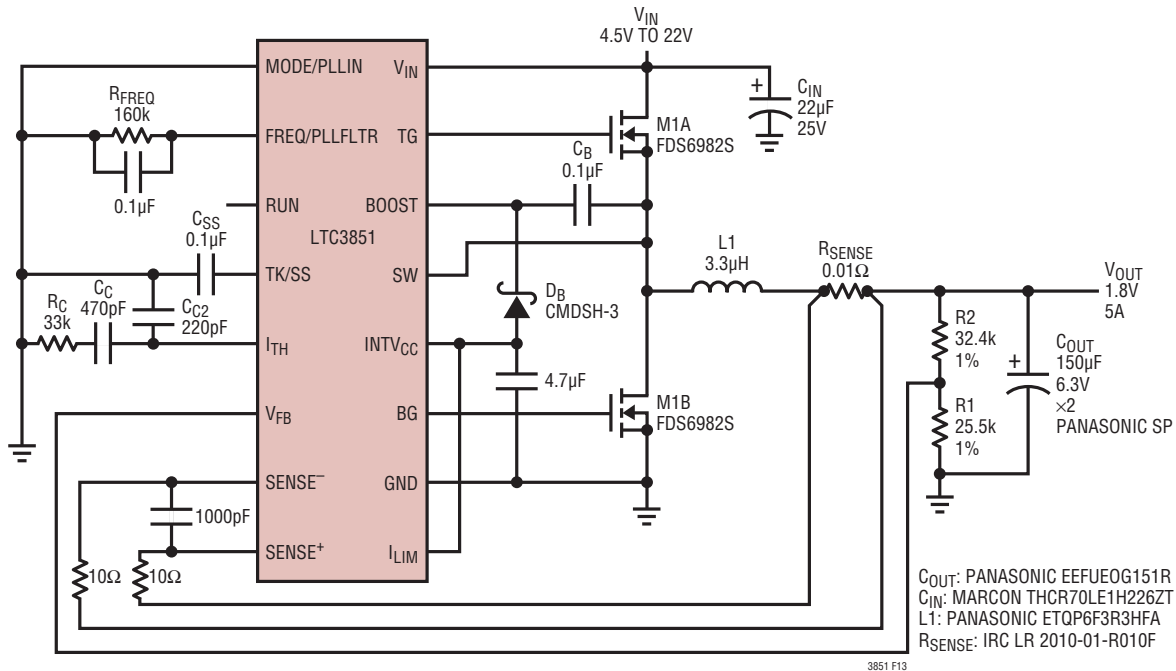 V_IN
4.5V TO 22V
MODE/PLLIN
V_IN
C_IN
22µF
25V
+
R_FREQ
160k
FREQ/PLLFLTR
TG
M1A
FDS6982S
C_B
0.1µF
0.1µF
RUN
BOOST
LTC3851
C_SS
0.1µF
TK/SS
SW
L1
3.3µH
R_SENSE
0.01Ω
V_OUT
1.8V
5A
R_C
33k
C_C
470pF
C_C2
220pF
D_B
CMDSH-3
I_TH
INTV_CC
4.7µF
R2
32.4k
1%
+
C_OUT
150µF
6.3V
×2
PANASONIC SP
V_FB
BG
M1B
FDS6982S
R1
25.5k
1%
SENSE–
GND
1000pF
SENSE+
I_LIM
10Ω
10Ω
C_OUT: PANASONIC EEFUEOG151R
C_IN: MARCON THCR70LE1H226ZT
L1: PANASONIC ETQP6F3R3HFA
R_SENSE: IRC LR 2010-01-R010F
3851 F13